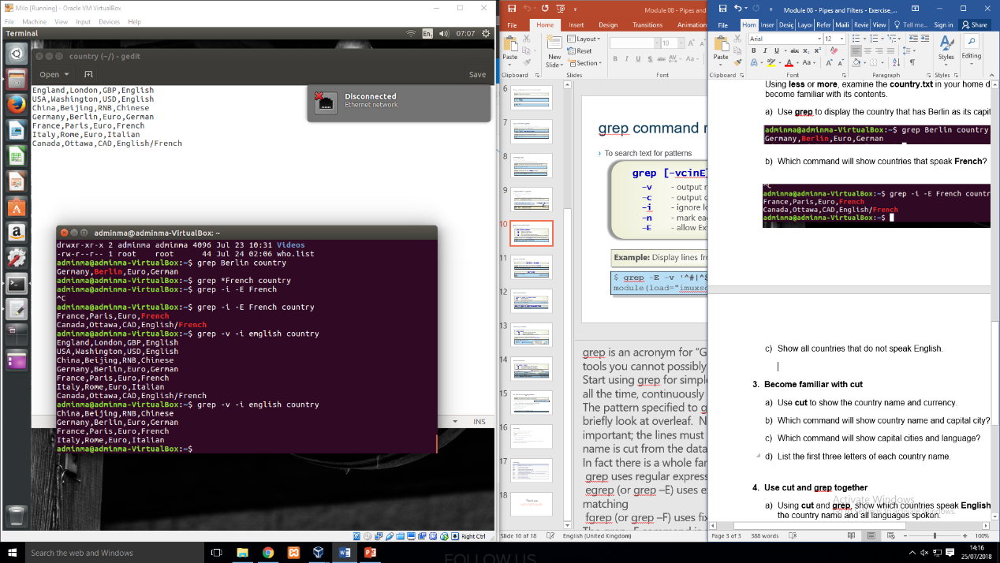 Milo [Running] - Oracle VM VirtualBox
File Machine View Input Devices Help
Terminal
En
07:07
country (~/) - gedit
Open
Save
England,London,GBP,English
USA,Washington,USD,English
China,Beijing,RNB,Chinese
Germany,Berlin,Euro,German
France,Paris,Euro,French
Italy,Rome,Euro,Italian
Canada,Ottawa,CAD,English/French
Disconnected
Ethernet network
adminma@adminma-VirtualBox: ~
drwxr-xr-x 2 adminma adminma 4096 Jul 23 10:31 Videos
-rw-r--r-- 1 root root 44 Jul 24 02:06 who.list
adminma@adminma-VirtualBox:~$ grep Berlin country
Germany,Berlin,Euro,German
adminma@adminma-VirtualBox:~$ grep *French country
adminma@adminma-VirtualBox:~$ grep -i -E French
^C
adminma@adminma-VirtualBox:~$ grep -i -E French country
France,Paris,Euro,French
Canada,Ottawa,CAD,English/French
adminma@adminma-VirtualBox:~$ grep -v -i emglish country
England,London,GBP,English
USA,Washington,USD,English
China,Beijing,RNB,Chinese
Germany,Berlin,Euro,German
France,Paris,Euro,French
Italy,Rome,Euro,Italian
Canada,Ottawa,CAD,English/French
adminma@adminma-VirtualBox:~$ grep -v -i english country
China,Beijing,RNB,Chinese
Germany,Berlin,Euro,German
France,Paris,Euro,French
Italy,Rome,Euro,Italian
adminma@adminma-VirtualBox:~$
INS
Right Ctrl
Module 08 - Pipes and
File Home Insert Design Transitions Animation
Paste
New
Slide
Layout
Reset
Section
10
B I U S abc AV Aa A
Clipboard Slides Font
6
7
8
9
10
11
12
13
14
15
16
17
18
grep command
To search text for patterns
grep [-vcinE]
-v - output
-c - output
-i - ignore
-n - mark
-E - allow
Example: Display lines
$ grep -E -v '^#|^$
grep is an acronym for “G
tools you cannot possibly
Start using grep for simple
all the time, continuously
The pattern specified to g
briefly look at overleaf. N
important; the lines must
name is cut from the data
In fact there is a whole
grep uses regular express
egrep (or grep –E) uses
matching
fgrep (or grep –F) uses
Slide 10 of 18 English (United Kingdom)
Module 08 - Pipes and Filters - Exercise_...
File Hom Inser Desig Layou Refer Maili Revie View Tell me... Sign in Share
Paste
Arial 12
B I U abc
Styles
Editing
Clipboard Font Paragraph Styles
Using less or more, examine the country.txt in your home d
become familiar with its contents.
a) Use grep to display the country that has Berlin as its capit
adminma@adminma-VirtualBox:~$ grep Berlin country
Germany,Berlin,Euro,German
b) Which command will show countries that speak French?
^C
adminma@adminma-VirtualBox:~$ grep -i -E French countr
France,Paris,Euro,French
Canada,Ottawa,CAD,English/French
adminma@adminma-VirtualBox:~$
c) Show all countries that do not speak English.
3. Become familiar with cut
a) Use cut to show the country name and currency.
b) Which command will show country name and capital city?
c) Which command will show capital cities and language?
d) List the first three letters of each country name.
4. Use cut and grep together
Activate Windows
a) Using cut and grep, show which countries speak English
the country name and all languages spoken.
Page 3 of 3 388 words 100%
Search the web and Windows
FOLLOW US
14:16
25/07/2018